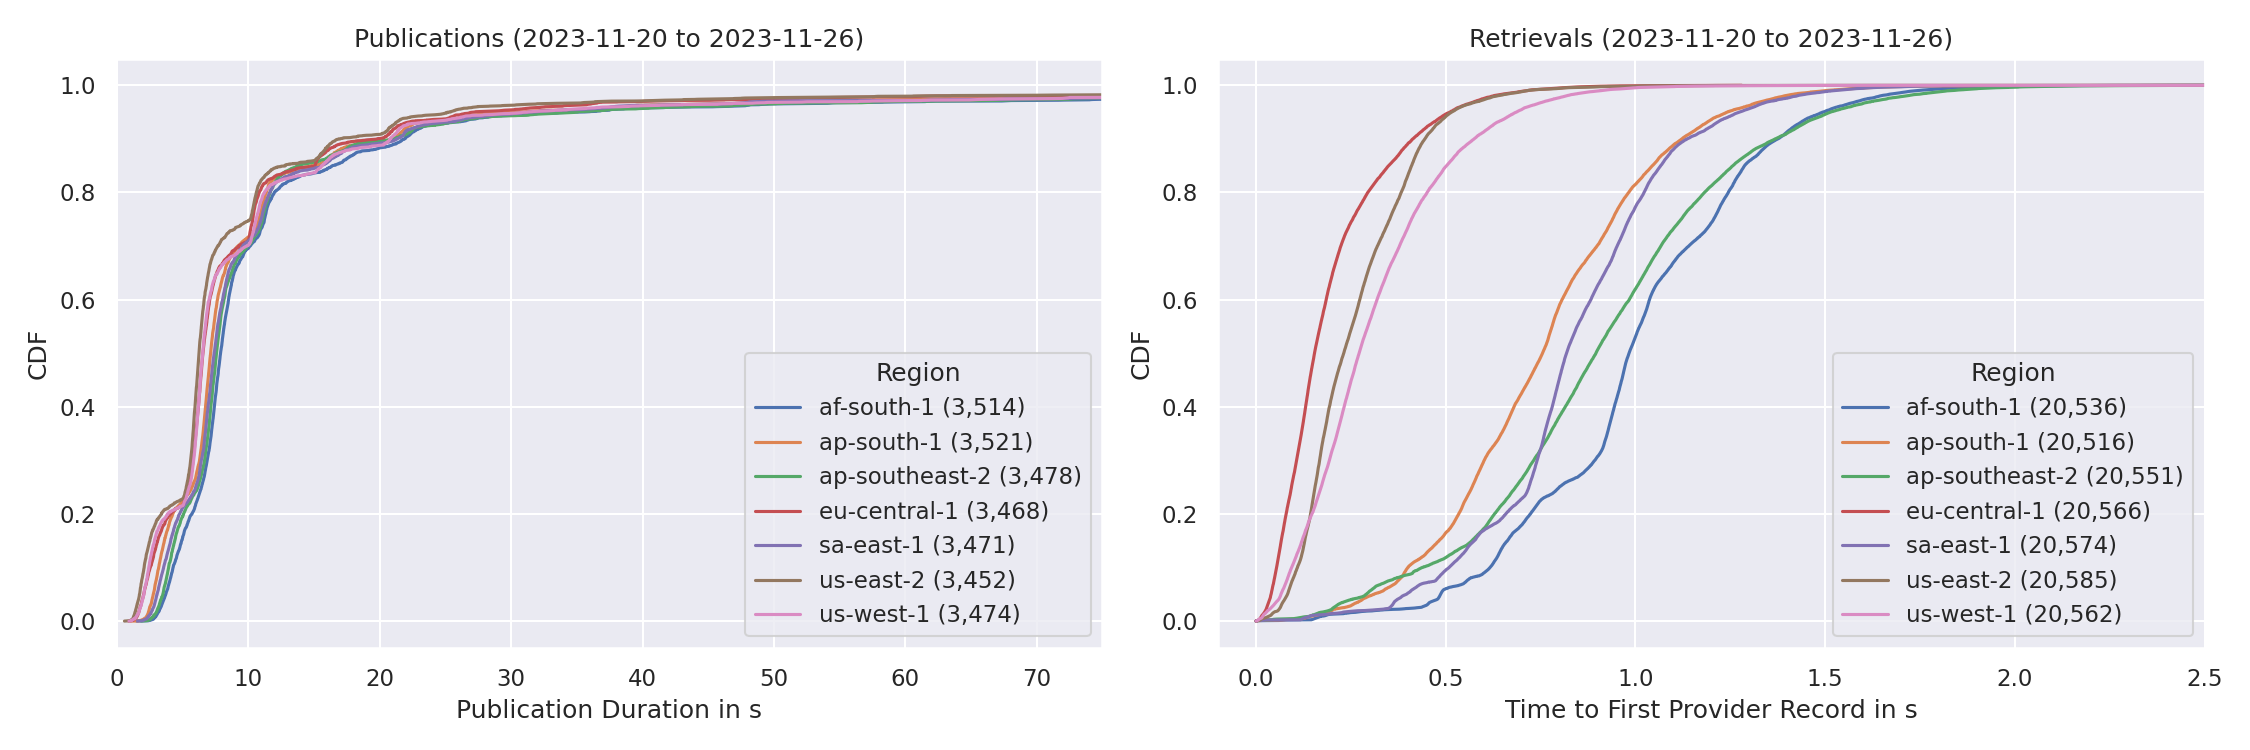 Publications (2023-11-20 to 2023-11-26)
CDF
1.0
0.8
0.6
0.4
0.2
0.0
0 10 20 30 40 50 60 70
Publication Duration in s
Region
af-south-1 (3,514)
ap-south-1 (3,521)
ap-southeast-2 (3,478)
eu-central-1 (3,468)
sa-east-1 (3,471)
us-east-2 (3,452)
us-west-1 (3,474)
Retrievals (2023-11-20 to 2023-11-26)
CDF
1.0
0.8
0.6
0.4
0.2
0.0
0.0 0.5 1.0 1.5 2.0 2.5
Time to First Provider Record in s
Region
af-south-1 (20,536)
ap-south-1 (20,516)
ap-southeast-2 (20,551)
eu-central-1 (20,566)
sa-east-1 (20,574)
us-east-2 (20,585)
us-west-1 (20,562)